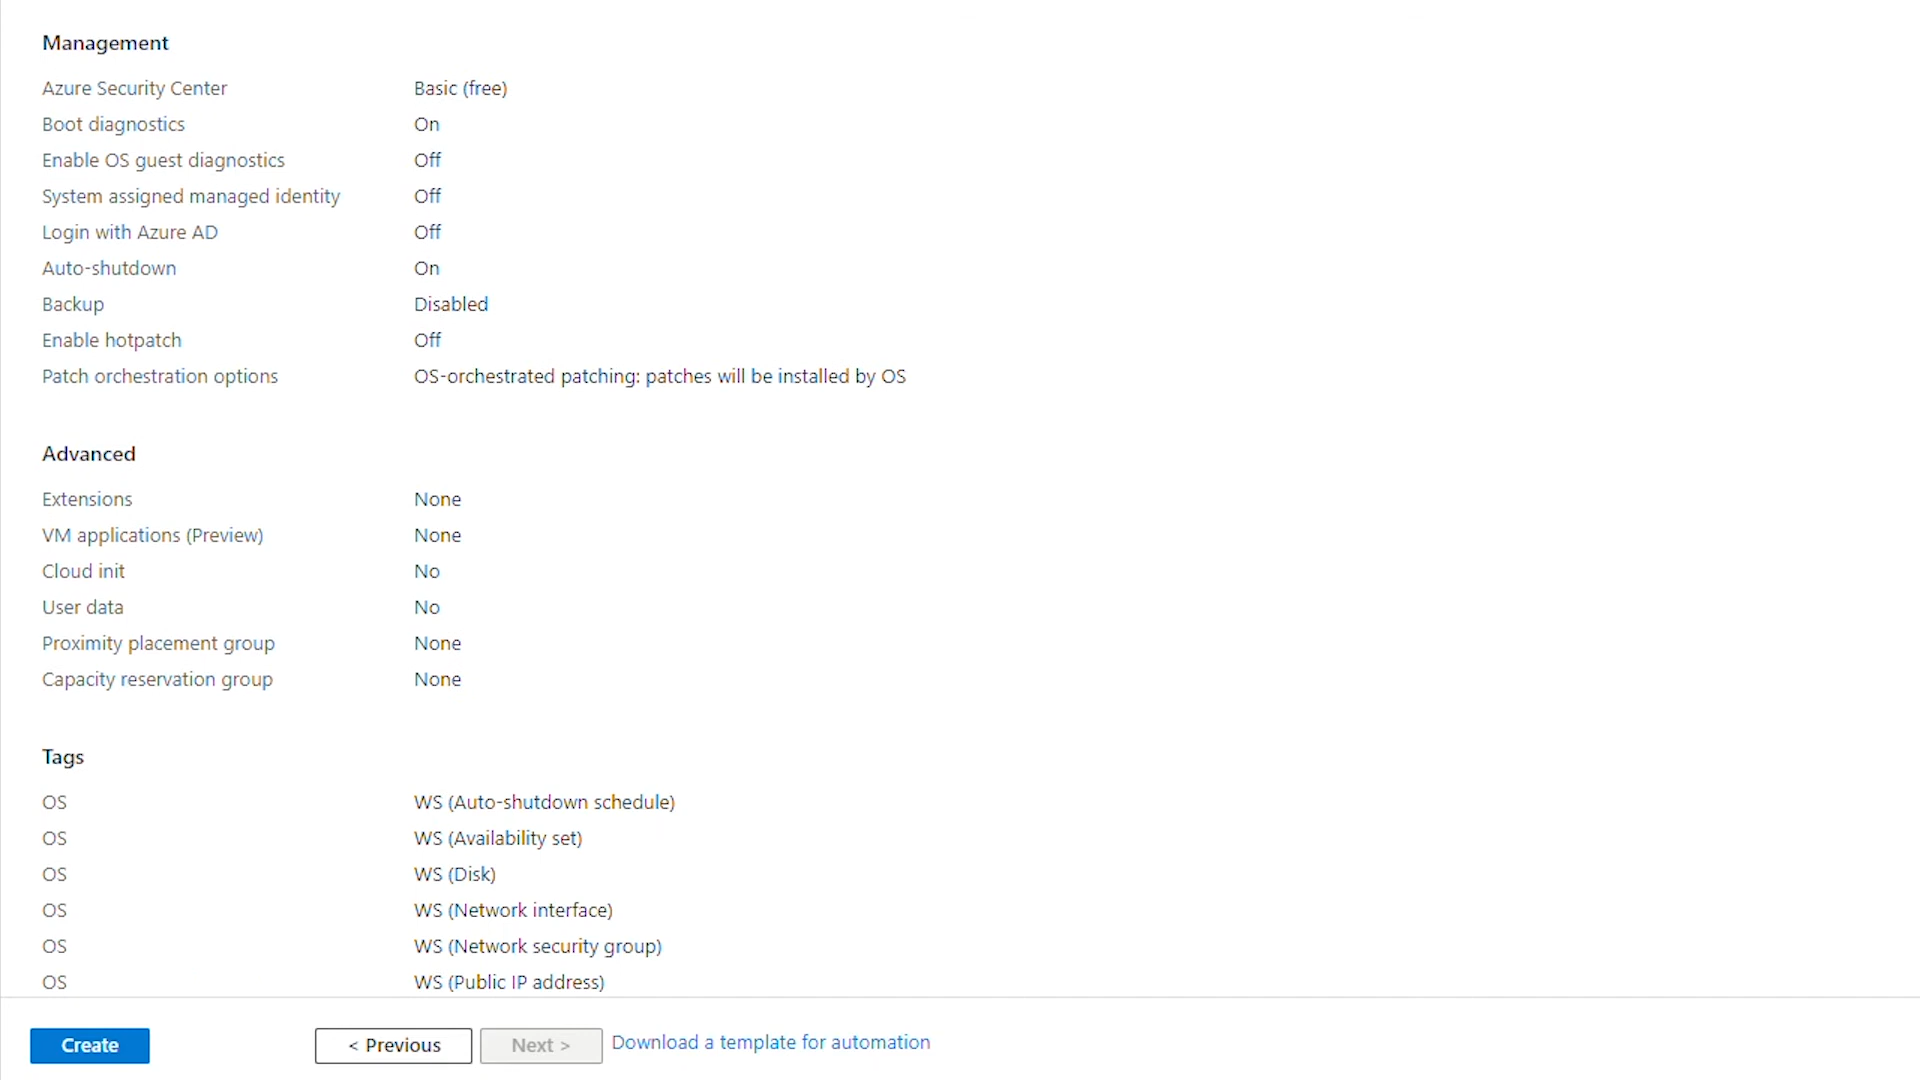 Management
Azure Security Center Basic (free)
Boot diagnostics On
Enable OS guest diagnostics Off
System assigned managed identity Off
Login with Azure AD Off
Auto-shutdown On
Backup Disabled
Enable hotpatch Off
Patch orchestration options OS-orchestrated patching: patches will be installed by OS
Advanced
Extensions None
VM applications (Preview) None
Cloud init No
User data No
Proximity placement group None
Capacity reservation group None
Tags
OS WS (Auto-shutdown schedule)
OS WS (Availability set)
OS WS (Disk)
OS WS (Network interface)
OS WS (Network security group)
OS WS (Public IP address)
Create < Previous Next > Download a template for automation